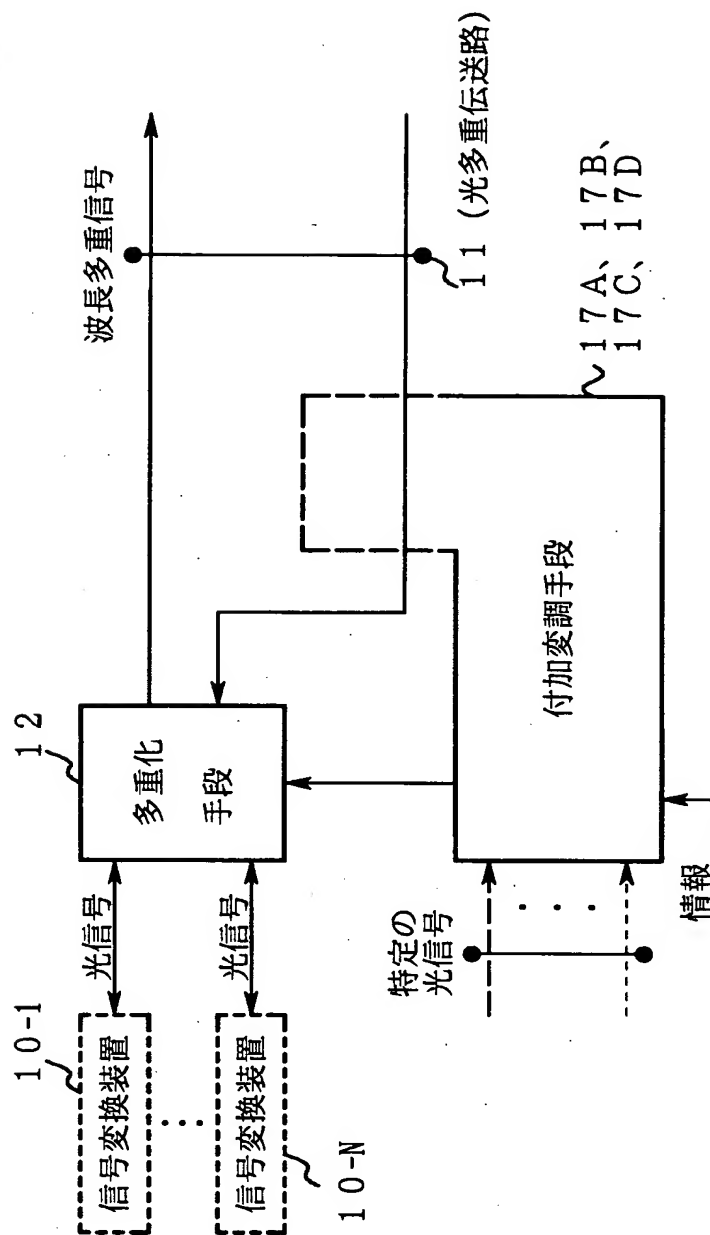 波長多重信号
11 (光多重伝送路)
12
多重化
手段
光信号
光信号
10-1
信号変換装置
信号変換装置
10-N
17A、17B、
17C、17D
付加変調手段
特定の
光信号
情報